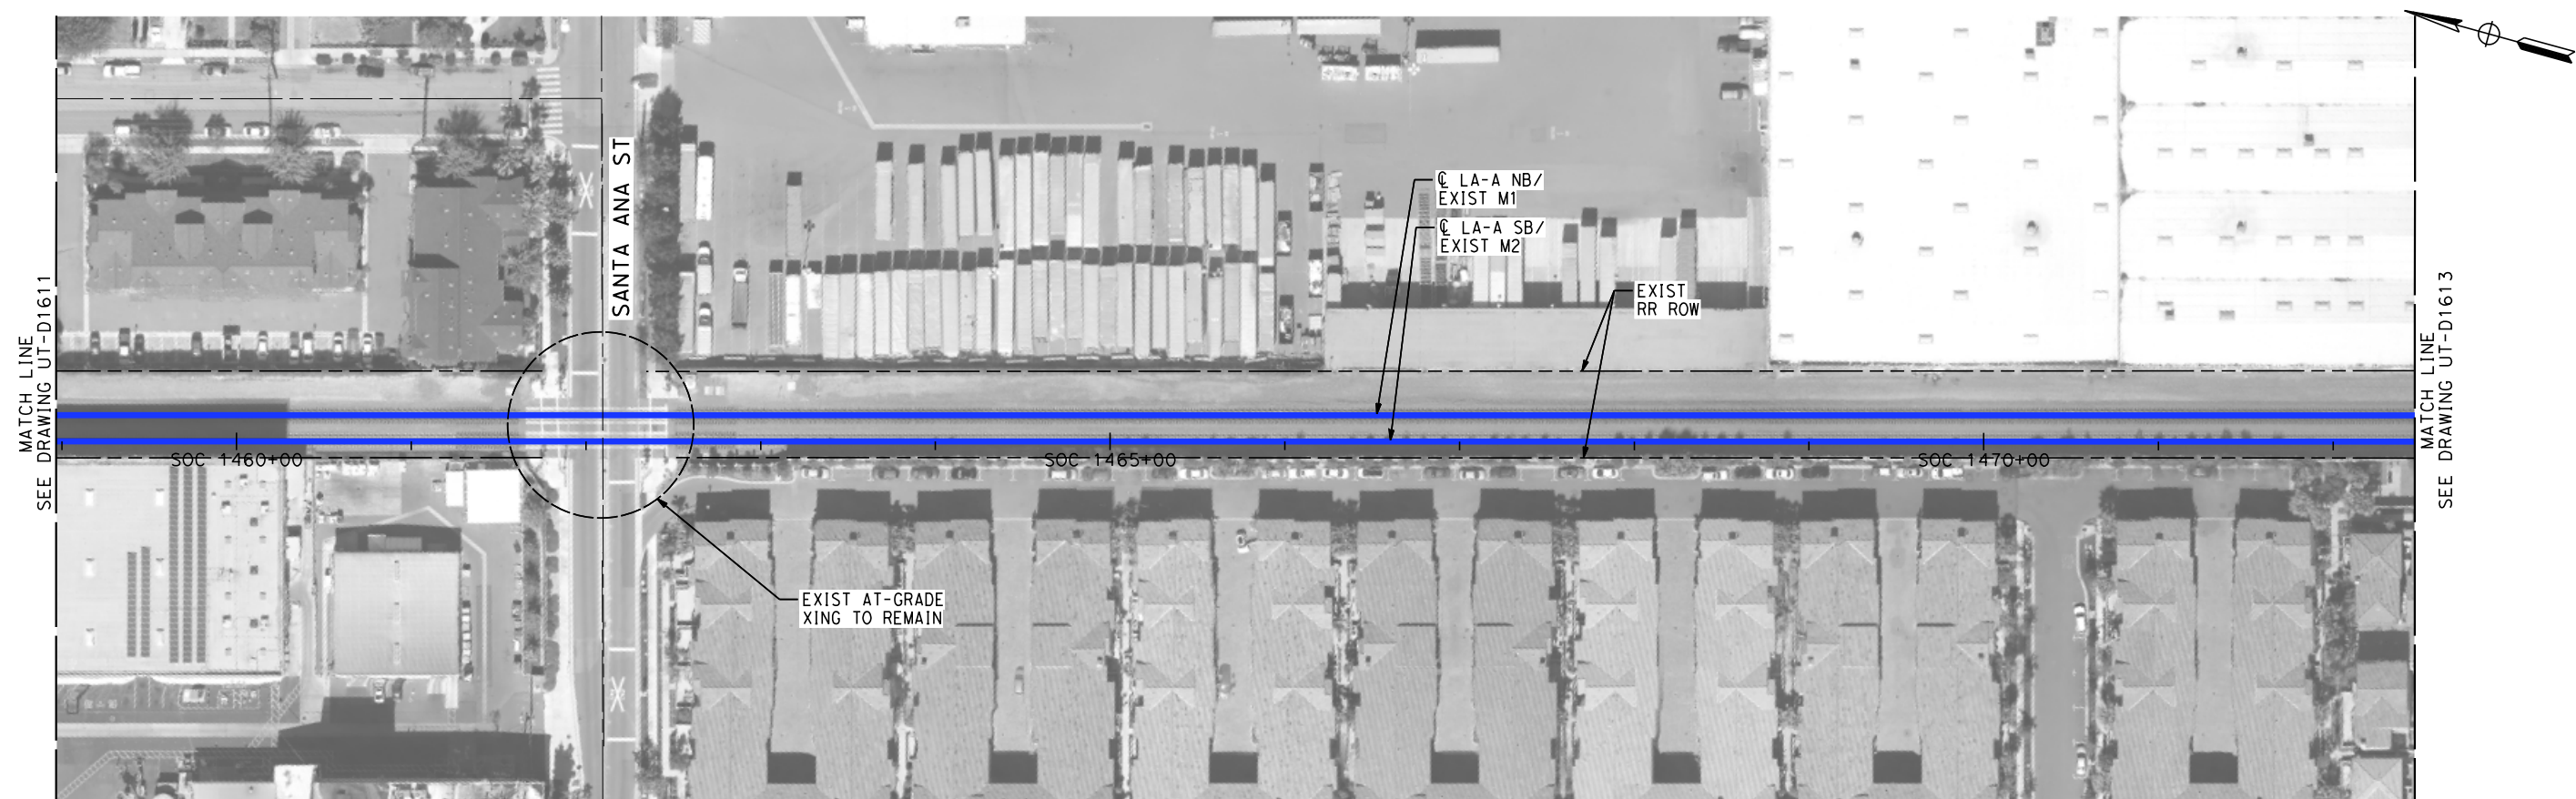 SANTA ANA ST
℄ LA-A NB/
EXIST M1
℄ LA-A SB/
EXIST M2
EXIST
RR ROW
MATCH LINE
SEE DRAWING UT-D1611
MATCH LINE
SEE DRAWING UT-D1613
SOC 1460+00
SOC 1465+00
SOC 1470+00
EXIST AT-GRADE
XING TO REMAIN